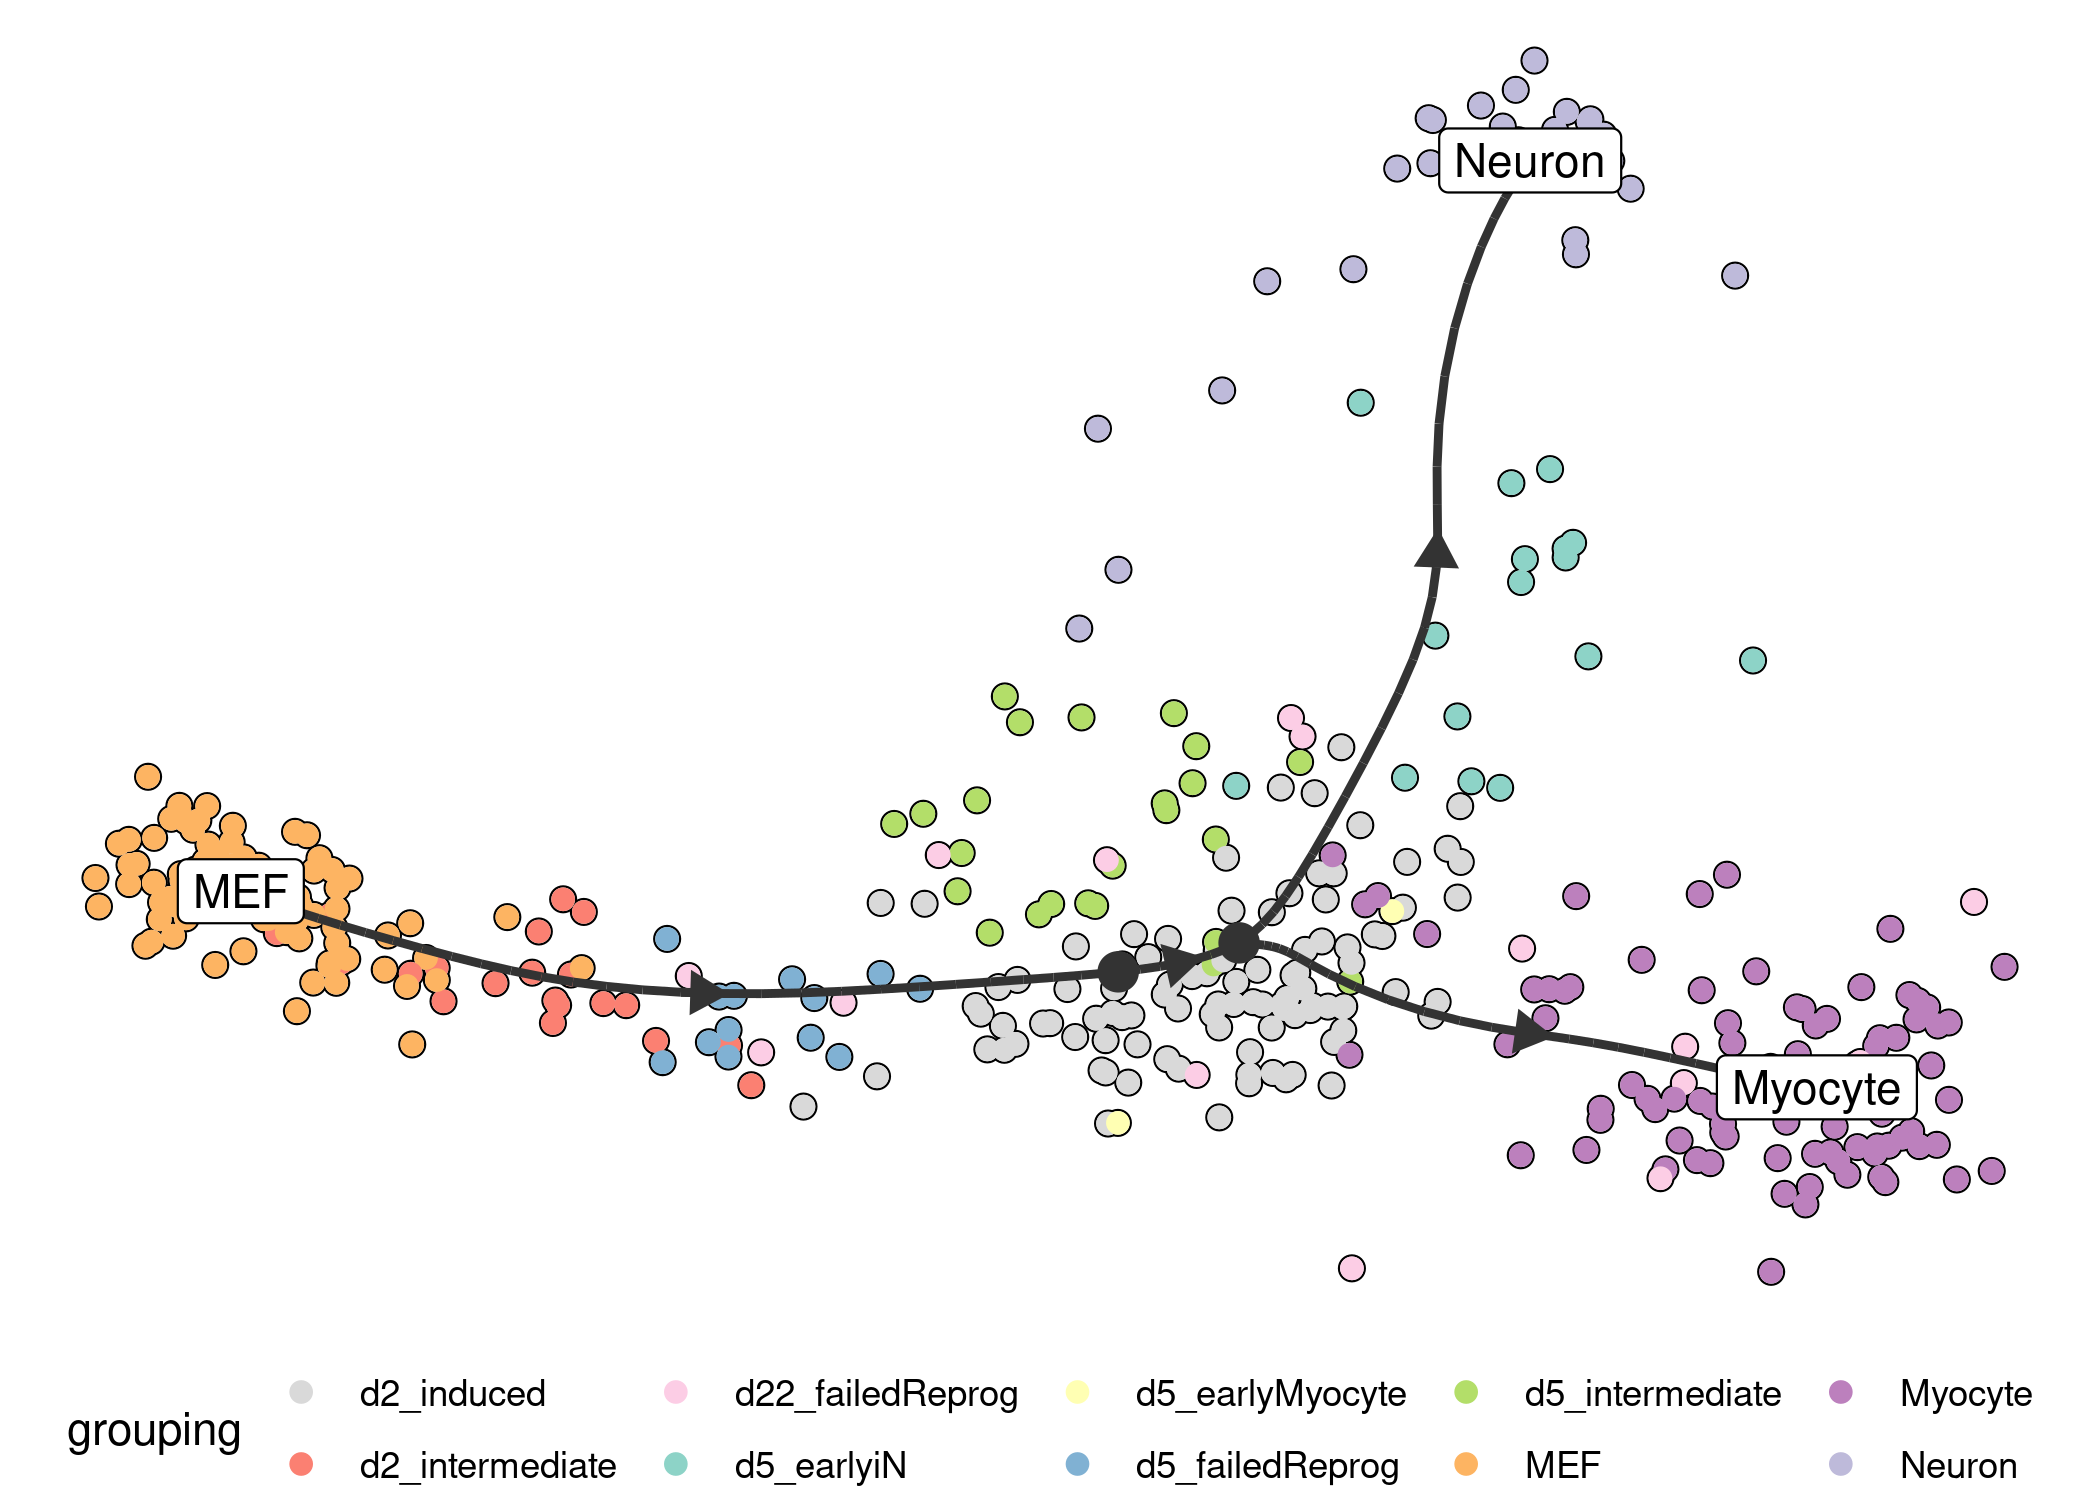 Neuron
MEF
Myocyte
grouping
d2_induced
d22_failedReprog
d5_earlyMyocyte
d5_intermediate
Myocyte
d2_intermediate
d5_earlyiN
d5_failedReprog
MEF
Neuron